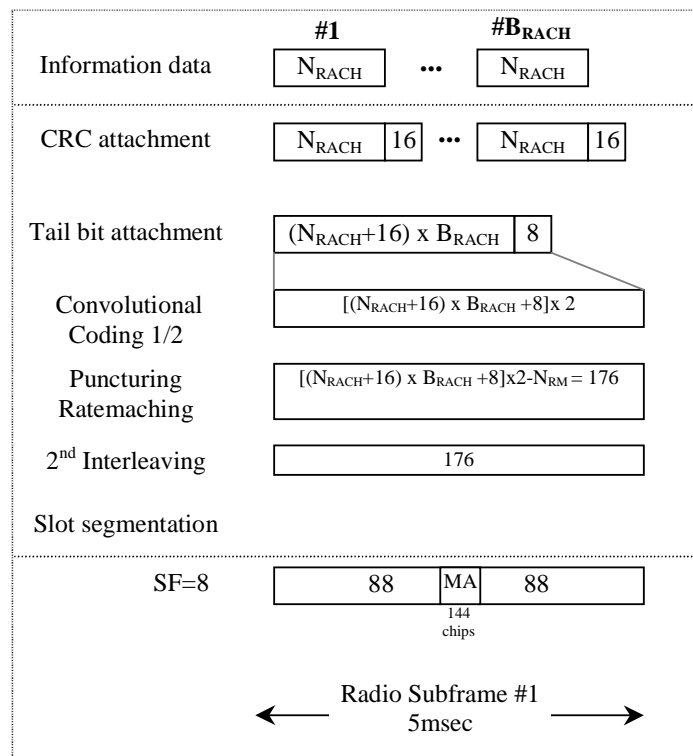 #1 #B_RACH
Information data N_RACH ••• N_RACH
CRC attachment N_RACH 16 ••• N_RACH 16
Tail bit attachment (N_RACH+16) x B_RACH 8
Convolutional
Coding 1/2
[(N_RACH+16) x B_RACH +8]x 2
Puncturing
Ratemaching
[(N_RACH+16) x B_RACH +8]x2-N_RM = 176
2nd Interleaving 176
Slot segmentation
SF=8 88 MA 88
144
chips
Radio Subframe #1
5msec